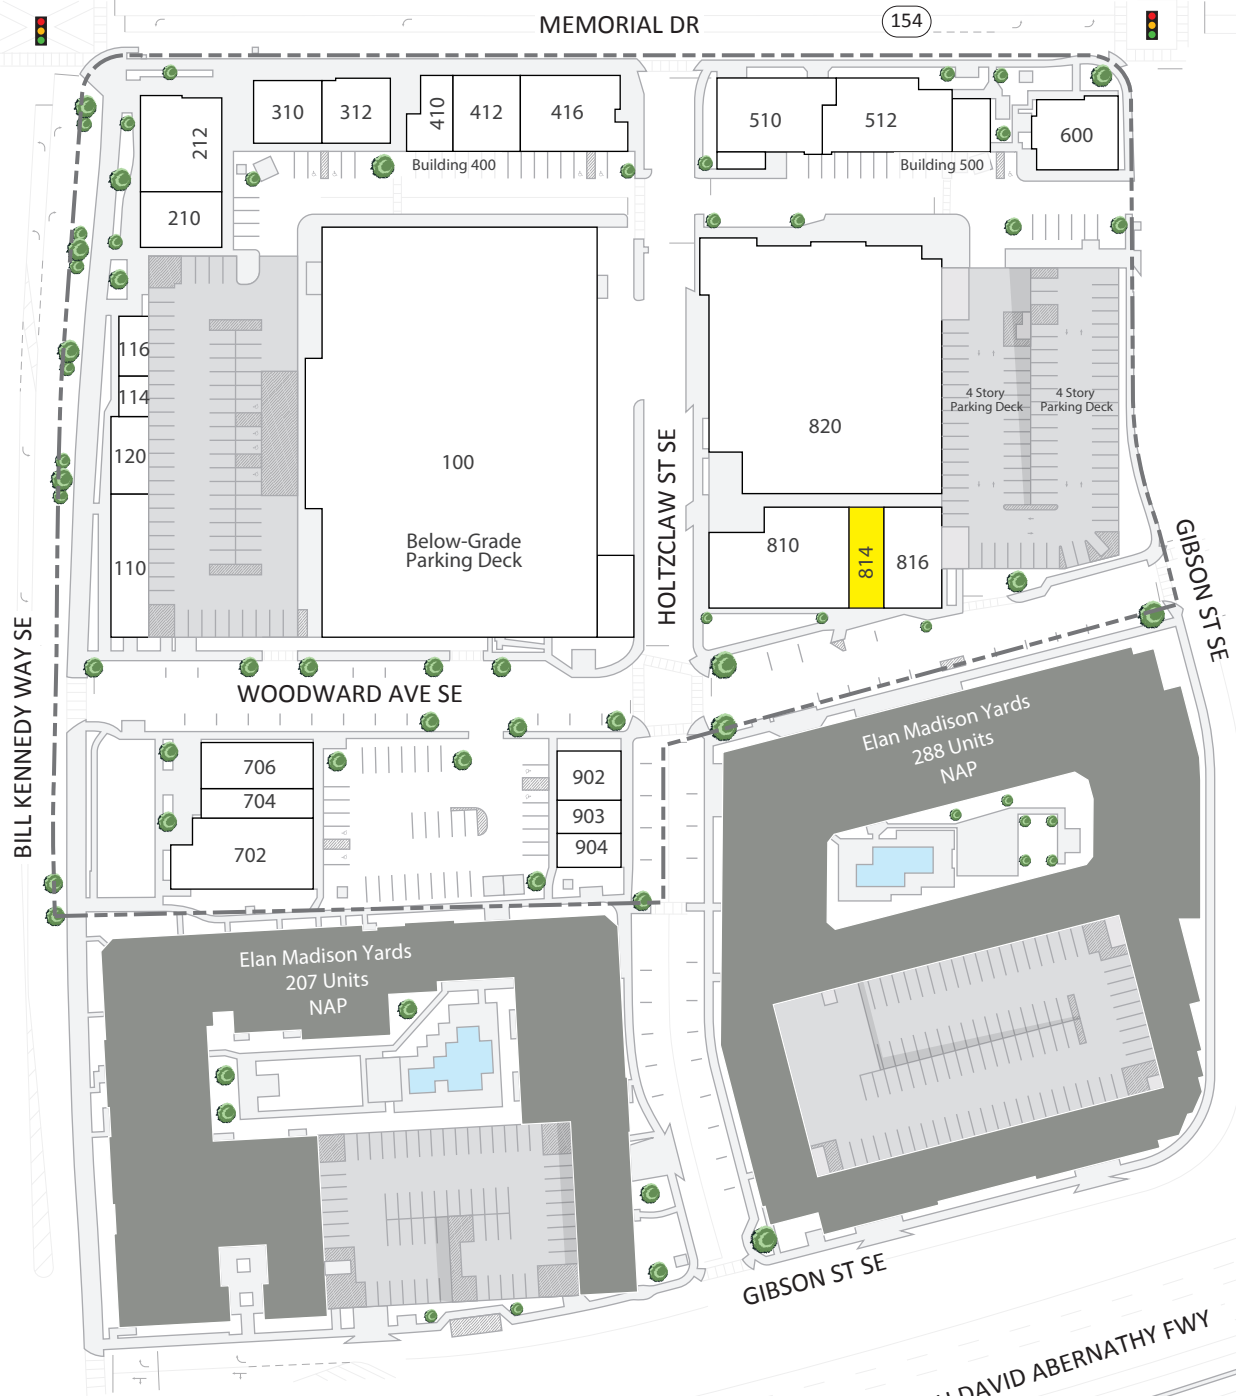 MEMORIAL DR
154
310
312
410
412
416
510
512
600
212
Building 400
Building 500
210
116
114
120
110
100
Below-Grade
Parking Deck
HOLTZCLAW ST SE
820
4 Story
Parking Deck
4 Story
Parking Deck
810
814
816
GIBSON ST SE
BILL KENNEDY WAY SE
WOODWARD AVE SE
706
704
702
902
903
904
Elan Madison Yards
288 Units
NAP
Elan Madison Yards
207 Units
NAP
GIBSON ST SE
DAVID ABERNATHY FWY